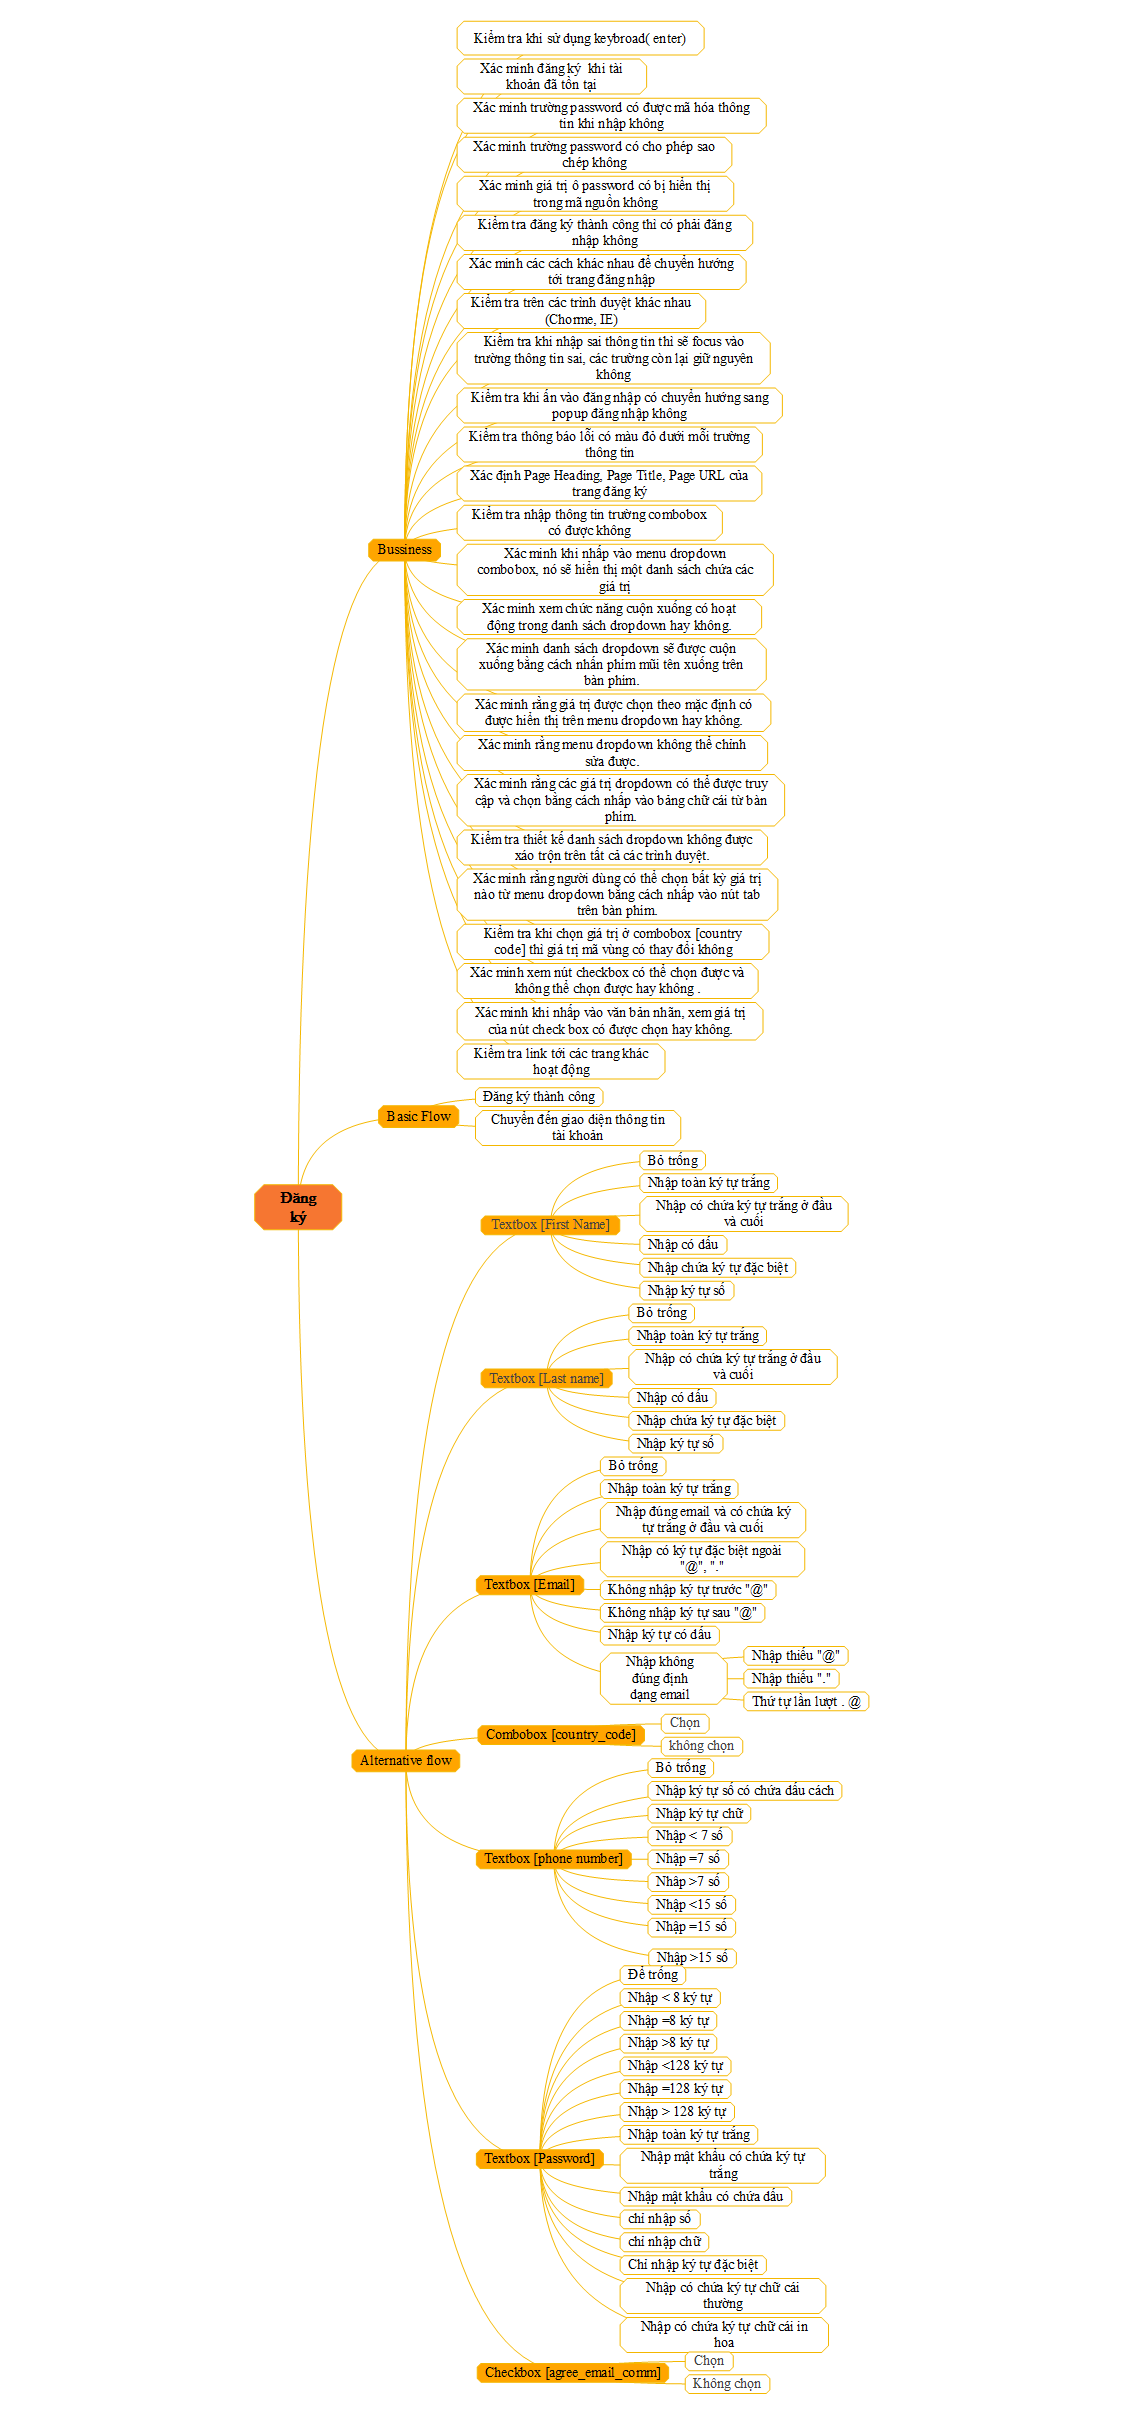 Kiểm tra khi sử dụng keybroad( enter)
Xác minh đăng ký  khi tài
khoản đã tồn tại
Xác minh trường password có được mã hóa thông
tin khi nhập không
Xác minh trường password có cho phép sao
chép không
Xác minh giá trị ô password có bị hiển thị
trong mã nguồn không
Kiểm tra đăng ký thành công thì có phải đăng
nhập không
Xác minh các cách khác nhau để chuyển hướng
tới trang đăng nhập
Kiểm tra trên các trình duyệt khác nhau
(Chorme, IE)
Kiểm tra khi nhập sai thông tin thì sẽ focus vào
trường thông tin sai, các trường còn lại giữ nguyên
không
Kiểm tra khi ấn vào đăng nhập có chuyển hướng sang
popup đăng nhập không
Kiểm tra thông báo lỗi có màu đỏ dưới mỗi trường
thông tin
Xác định Page Heading, Page Title, Page URL của
trang đăng ký
Kiểm tra nhập thông tin trường combobox
có được không
Bussiness
Xác minh khi nhấp vào menu dropdown
combobox, nó sẽ hiển thị một danh sách chứa các
giá trị
Xác minh xem chức năng cuộn xuống có hoạt
động trong danh sách dropdown hay không.
Xác minh danh sách dropdown sẽ được cuộn
xuống bằng cách nhấn phím mũi tên xuống trên
bàn phím.
Xác minh rằng giá trị được chọn theo mặc định có
được hiển thị trên menu dropdown hay không.
Xác minh rằng menu dropdown không thể chỉnh
sửa được.
Xác minh rằng các giá trị dropdown có thể được truy
cập và chọn bằng cách nhấp vào bảng chữ cái từ bàn
phím.
Kiểm tra thiết kế danh sách dropdown không được
xáo trộn trên tất cả các trình duyệt.
Xác minh rằng người dùng có thể chọn bất kỳ giá trị
nào từ menu dropdown bằng cách nhấp vào nút tab
trên bàn phím.
Kiểm tra khi chọn giá trị ở combobox [country
code] thì giá trị mã vùng có thay đổi không
Xác minh xem nút checkbox có thể chọn được và
không thể chọn được hay không .
Xác minh khi nhấp vào văn bản nhãn, xem giá trị
của nút check box có được chọn hay không.
Kiểm tra link tới các trang khác
hoạt động
Basic Flow
Đăng ký thành công
Chuyển đến giao diện thông tin
tài khoản
Đăng
ký
Textbox [First Name]
Bỏ trống
Nhập toàn ký tự trắng
Nhập có chứa ký tự trắng ở đầu
và cuối
Nhập có dấu
Nhập chứa ký tự đặc biệt
Nhập ký tự số
Textbox [Last name]
Bỏ trống
Nhập toàn ký tự trắng
Nhập có chứa ký tự trắng ở đầu
và cuối
Nhập có dấu
Nhập chứa ký tự đặc biệt
Nhập ký tự số
Textbox [Email]
Bỏ trống
Nhập toàn ký tự trắng
Nhập đúng email và có chứa ký
tự trắng ở đầu và cuối
Nhập có ký tự đặc biệt ngoài
"@", "."
Không nhập ký tự trước "@"
Không nhập ký tự sau "@"
Nhập ký tự có dấu
Nhập không
đúng định
dạng email
Nhập thiếu "@"
Nhập thiếu "."
Thứ tự lần lượt . @
Alternative flow
Combobox [country_code]
Chọn
không chọn
Textbox [phone number]
Bỏ trống
Nhập ký tự số có chứa dấu cách
Nhập ký tự chữ
Nhập < 7 số
Nhập =7 số
Nhâp >7 số
Nhập <15 số
Nhập =15 số
Nhập >15 số
Textbox [Password]
Để trống
Nhập < 8 ký tự
Nhập =8 ký tự
Nhập >8 ký tự
Nhập <128 ký tự
Nhập =128 ký tự
Nhập > 128 ký tự
Nhập toàn ký tự trắng
Nhập mật khẩu có chứa ký tự
trắng
Nhập mật khẩu có chứa dấu
chỉ nhập số
chỉ nhập chữ
Chỉ nhập ký tự đặc biệt
Nhập có chứa ký tự chữ cái
thường
Nhập có chứa ký tự chữ cái in
hoa
Checkbox [agree_email_comm]
Chọn
Không chọn